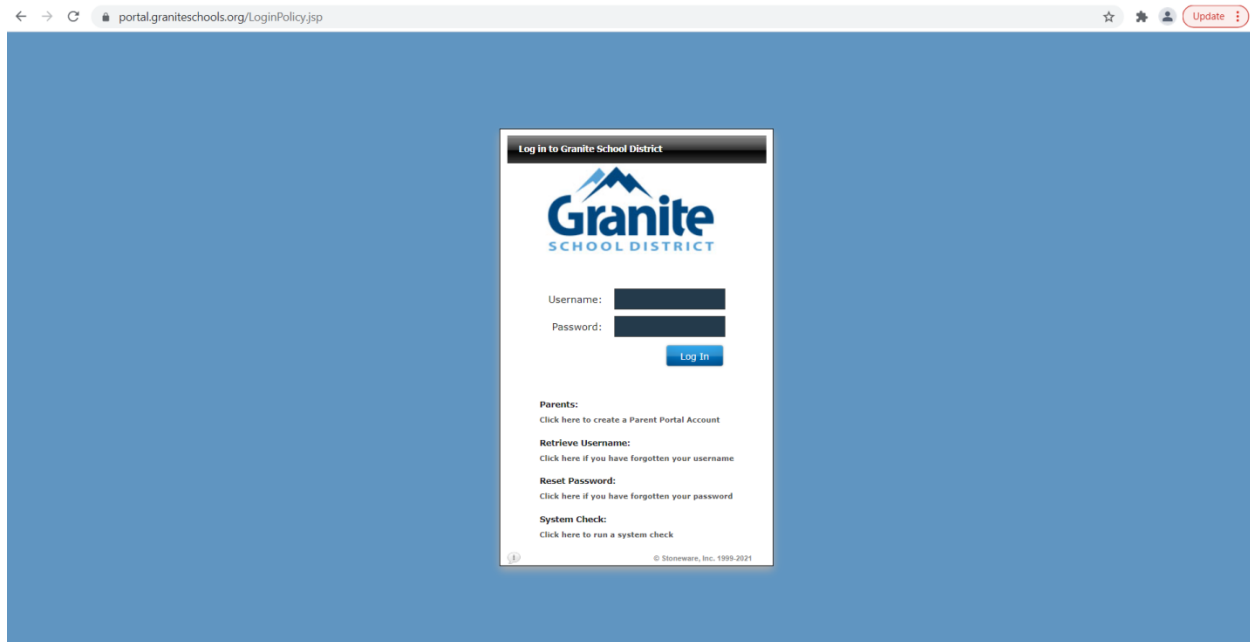 portal.graniteschools.org/LoginPolicy.jsp
Update
Log in to Granite School District
Granite
SCHOOL DISTRICT
Username:
Password:
Log In
Parents:
Click here to create a Parent Portal Account
Retrieve Username:
Click here if you have forgotten your username
Reset Password:
Click here if you have forgotten your password
System Check:
Click here to run a system check
© Stoneware, Inc. 1999-2021